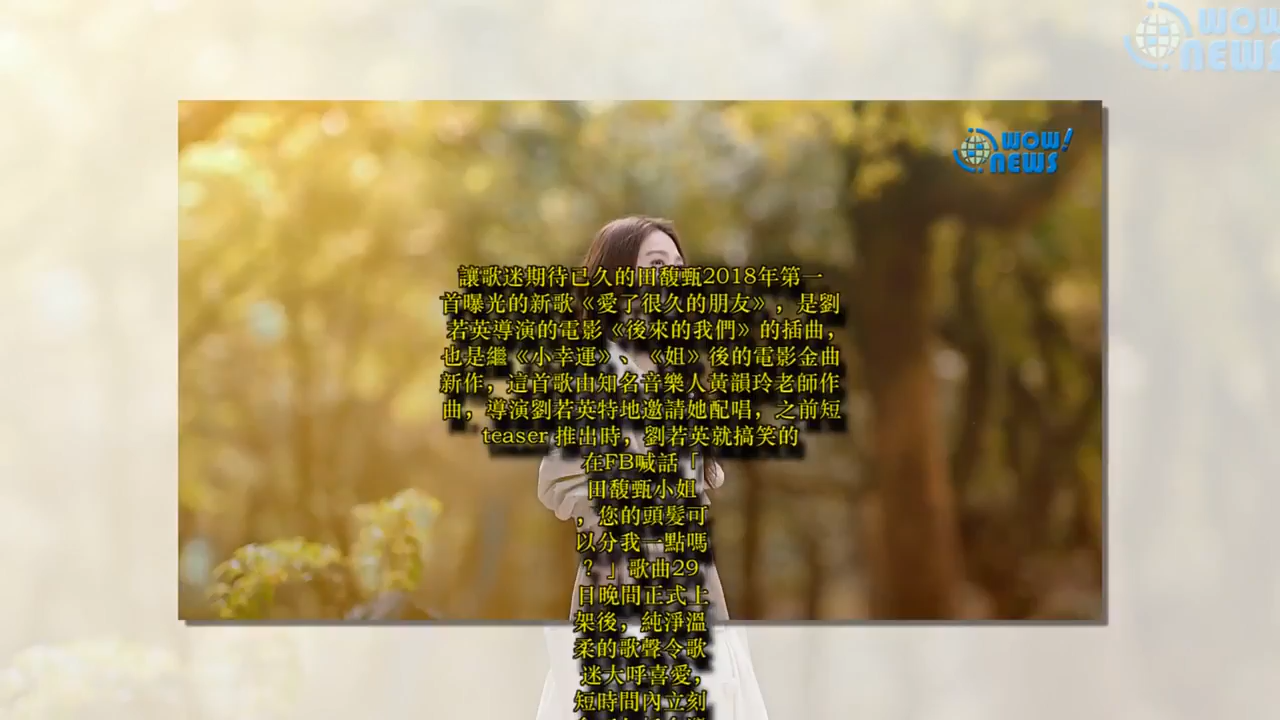 WOW
NEWS
WOW!
NEWS
讓歌迷期待已久的田馥甄2018年第一
首曝光的新歌《愛了很久的朋友》，是劉
若英導演的電影《後來的我們》的插曲，
也是繼《小幸運》、《姐》後的電影金曲
新作，這首歌由知名音樂人黃韻玲老師作
曲，導演劉若英特地邀請她配唱，之前短
teaser 推出時，劉若英就搞笑的
在FB喊話「
田馥甄小姐
，您的頭髮可
以分我一點嗎
？」歌曲29
日晚間正式上
架後，純淨溫
柔的歌聲令歌
迷大呼喜愛，
短時間內立刻